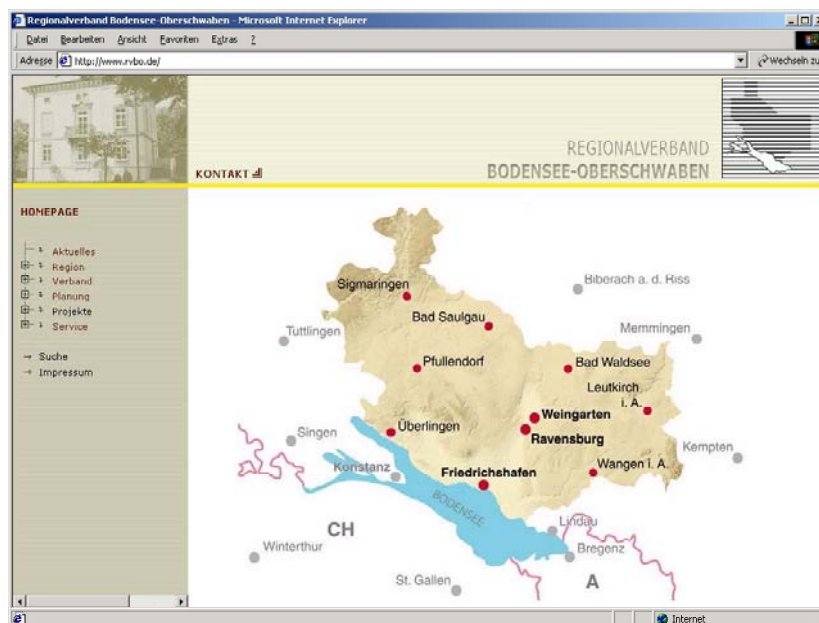 Regionalverband Bodensee-Oberschwaben - Microsoft Internet Explorer
Datei Bearbeiten Ansicht Favoriten Extras ?
Adresse http://www.rvbo.de/ Wechseln zu
REGIONALVERBAND
KONTAKT BODENSEE-OBERSCHWABEN
HOMEPAGE
Aktuelles
Region
Verband
Planung
Projekte
Service
Suche
Impressum
Sigmaringen
Biberach a. d. Riss
Bad Saulgau
Tuttlingen
Memmingen
Pfullendorf
Bad Waldsee
Leutkirch
i. A.
Weingarten
Überlingen
Ravensburg
Singen
Kempten
Konstanz
Friedrichshafen
Wangen i. A.
BODENSEE
CH
Lindau
Winterthur
Bregenz
St. Gallen
A
Internet